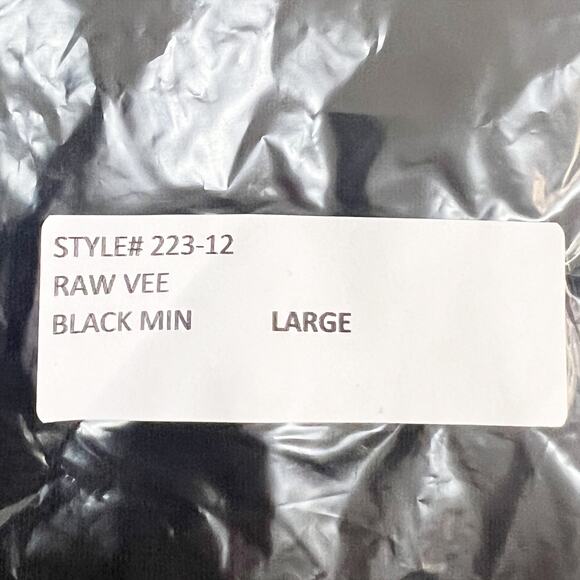 STYLE# 223-12
RAW VEE
BLACK MIN LARGE